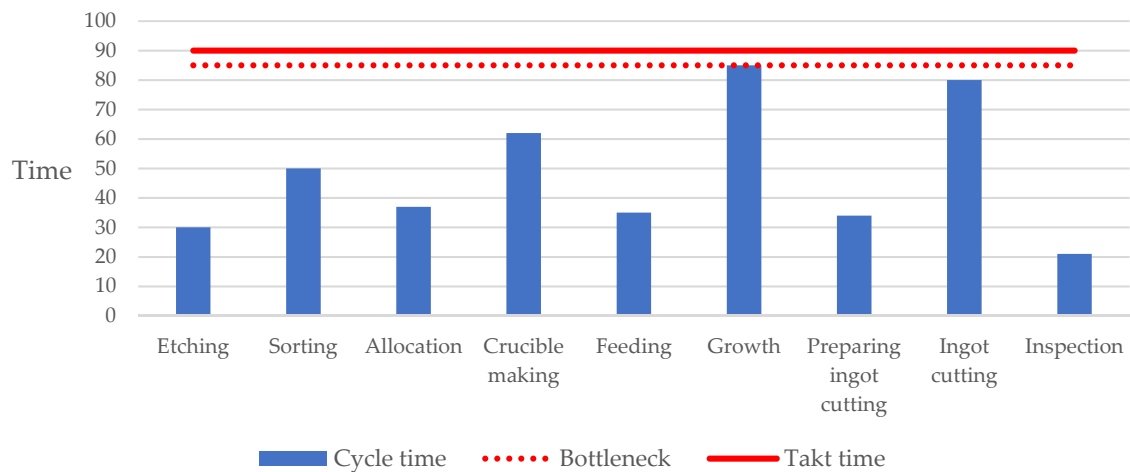 100
90
80
70
60
50
40
30
20
10
0
Time
Etching
Sorting
Allocation
Crucible
making
Feeding
Growth
Preparing
ingot
cutting
Ingot
cutting
Inspection
Cycle time
Bottleneck
Takt time